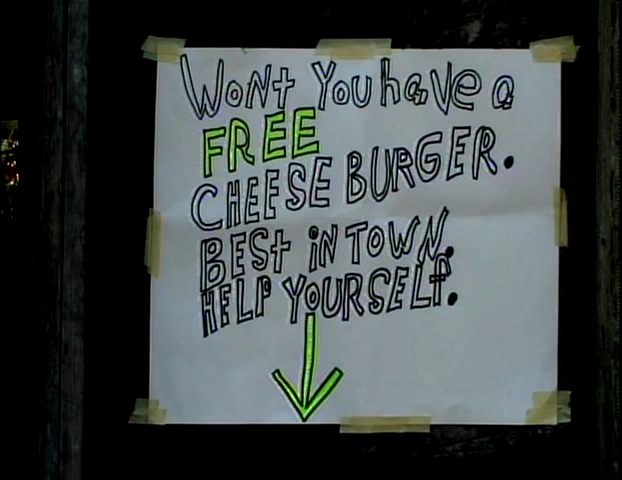 WoNt You haVe a
FREE
CHEESE BURGER.
BESt iN TOWN.
HELP YOURSELf.